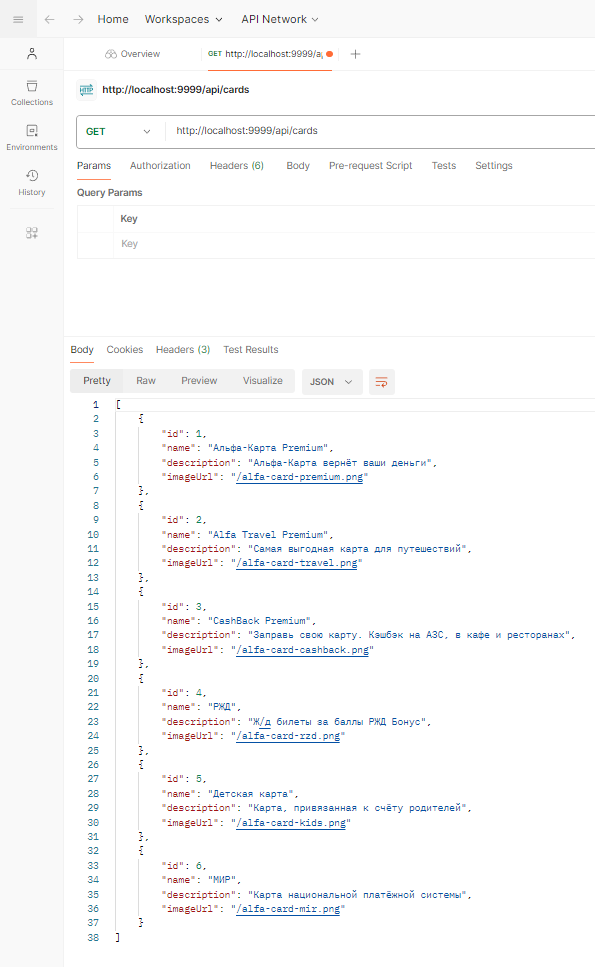 Home Workspaces API Network
Overview GET http://localhost:9999/a
HTTP http://localhost:9999/api/cards
Collections
Environments
History
GET http://localhost:9999/api/cards
Params Authorization Headers (6) Body Pre-request Script Tests Settings
Query Params
Key
Key
Body Cookies Headers (3) Test Results
Pretty Raw Preview Visualize JSON
1 [
2 {
3 "id": 1,
4 "name": "Альфа-Карта Premium",
5 "description": "Альфа-Карта вернёт ваши деньги",
6 "imageUrl": "/alfa-card-premium.png"
7 },
8 {
9 "id": 2,
10 "name": "Alfa Travel Premium",
11 "description": "Самая выгодная карта для путешествий",
12 "imageUrl": "/alfa-card-travel.png"
13 },
14 {
15 "id": 3,
16 "name": "CashBack Premium",
17 "description": "Заправь свою карту. Кэшбэк на АЗС, в кафе и ресторанах",
18 "imageUrl": "/alfa-card-cashback.png"
19 },
20 {
21 "id": 4,
22 "name": "РЖД",
23 "description": "Ж/д билеты за баллы РЖД Бонус",
24 "imageUrl": "/alfa-card-rzd.png"
25 },
26 {
27 "id": 5,
28 "name": "Детская карта",
29 "description": "Карта, привязанная к счёту родителей",
30 "imageUrl": "/alfa-card-kids.png"
31 },
32 {
33 "id": 6,
34 "name": "МИР",
35 "description": "Карта национальной платёжной системы",
36 "imageUrl": "/alfa-card-mir.png"
37 }
38 ]